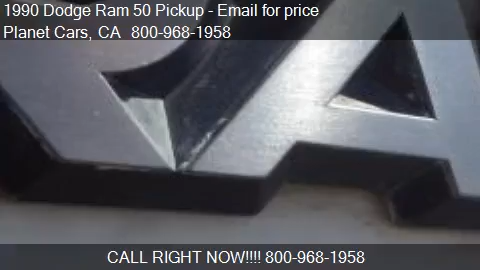 1990 Dodge Ram 50 Pickup - Email for price
Planet Cars, CA  800-968-1958
RA
CALL RIGHT NOW!!!! 800-968-1958